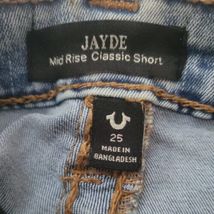 JAYDE
Mid Rise Classic Short
25
MADE IN
BANGLADESH